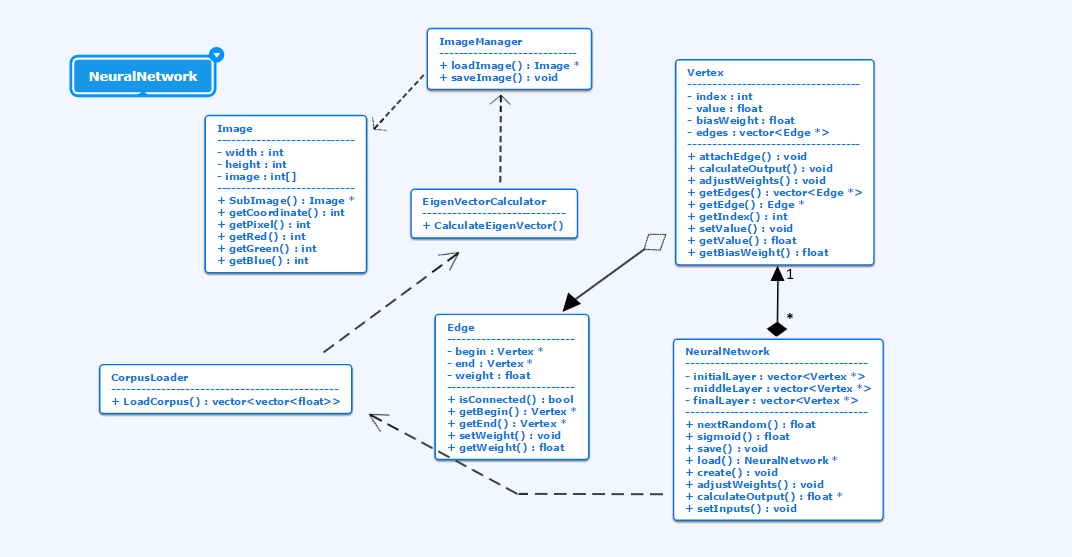 NeuralNetwork
ImageManager
+ loadImage() : Image *
+ saveImage() : void
Image
- width : int
- height : int
- image : int[]
+ SubImage() : Image *
+ getCoordinate() : int
+ getPixel() : int
+ getRed() : int
+ getGreen() : int
+ getBlue() : int
EigenVectorCalculator
+ CalculateEigenVector()
Vertex
- index : int
- value : float
- biasWeight : float
- edges : vector<Edge *>
+ attachEdge() : void
+ calculateOutput() : void
+ adjustWeights() : void
+ getEdges() : vector<Edge *>
+ getEdge() : Edge *
+ getIndex() : int
+ setValue() : void
+ getValue() : float
+ getBiasWeight() : float
1
*
CorpusLoader
+ LoadCorpus() : vector<vector<float>>
Edge
- begin : Vertex *
- end : Vertex *
- weight : float
+ isConnected() : bool
+ getBegin() : Vertex *
+ getEnd() : Vertex *
+ setWeight() : void
+ getWeight() : float
NeuralNetwork
- initialLayer : vector<Vertex *>
- middleLayer : vector<Vertex *>
- finalLayer : vector<Vertex *>
+ nextRandom() : float
+ sigmoid() : float
+ save() : void
+ load() : NeuralNetwork *
+ create() : void
+ adjustWeights() : void
+ calculateOutput() : float *
+ setInputs() : void